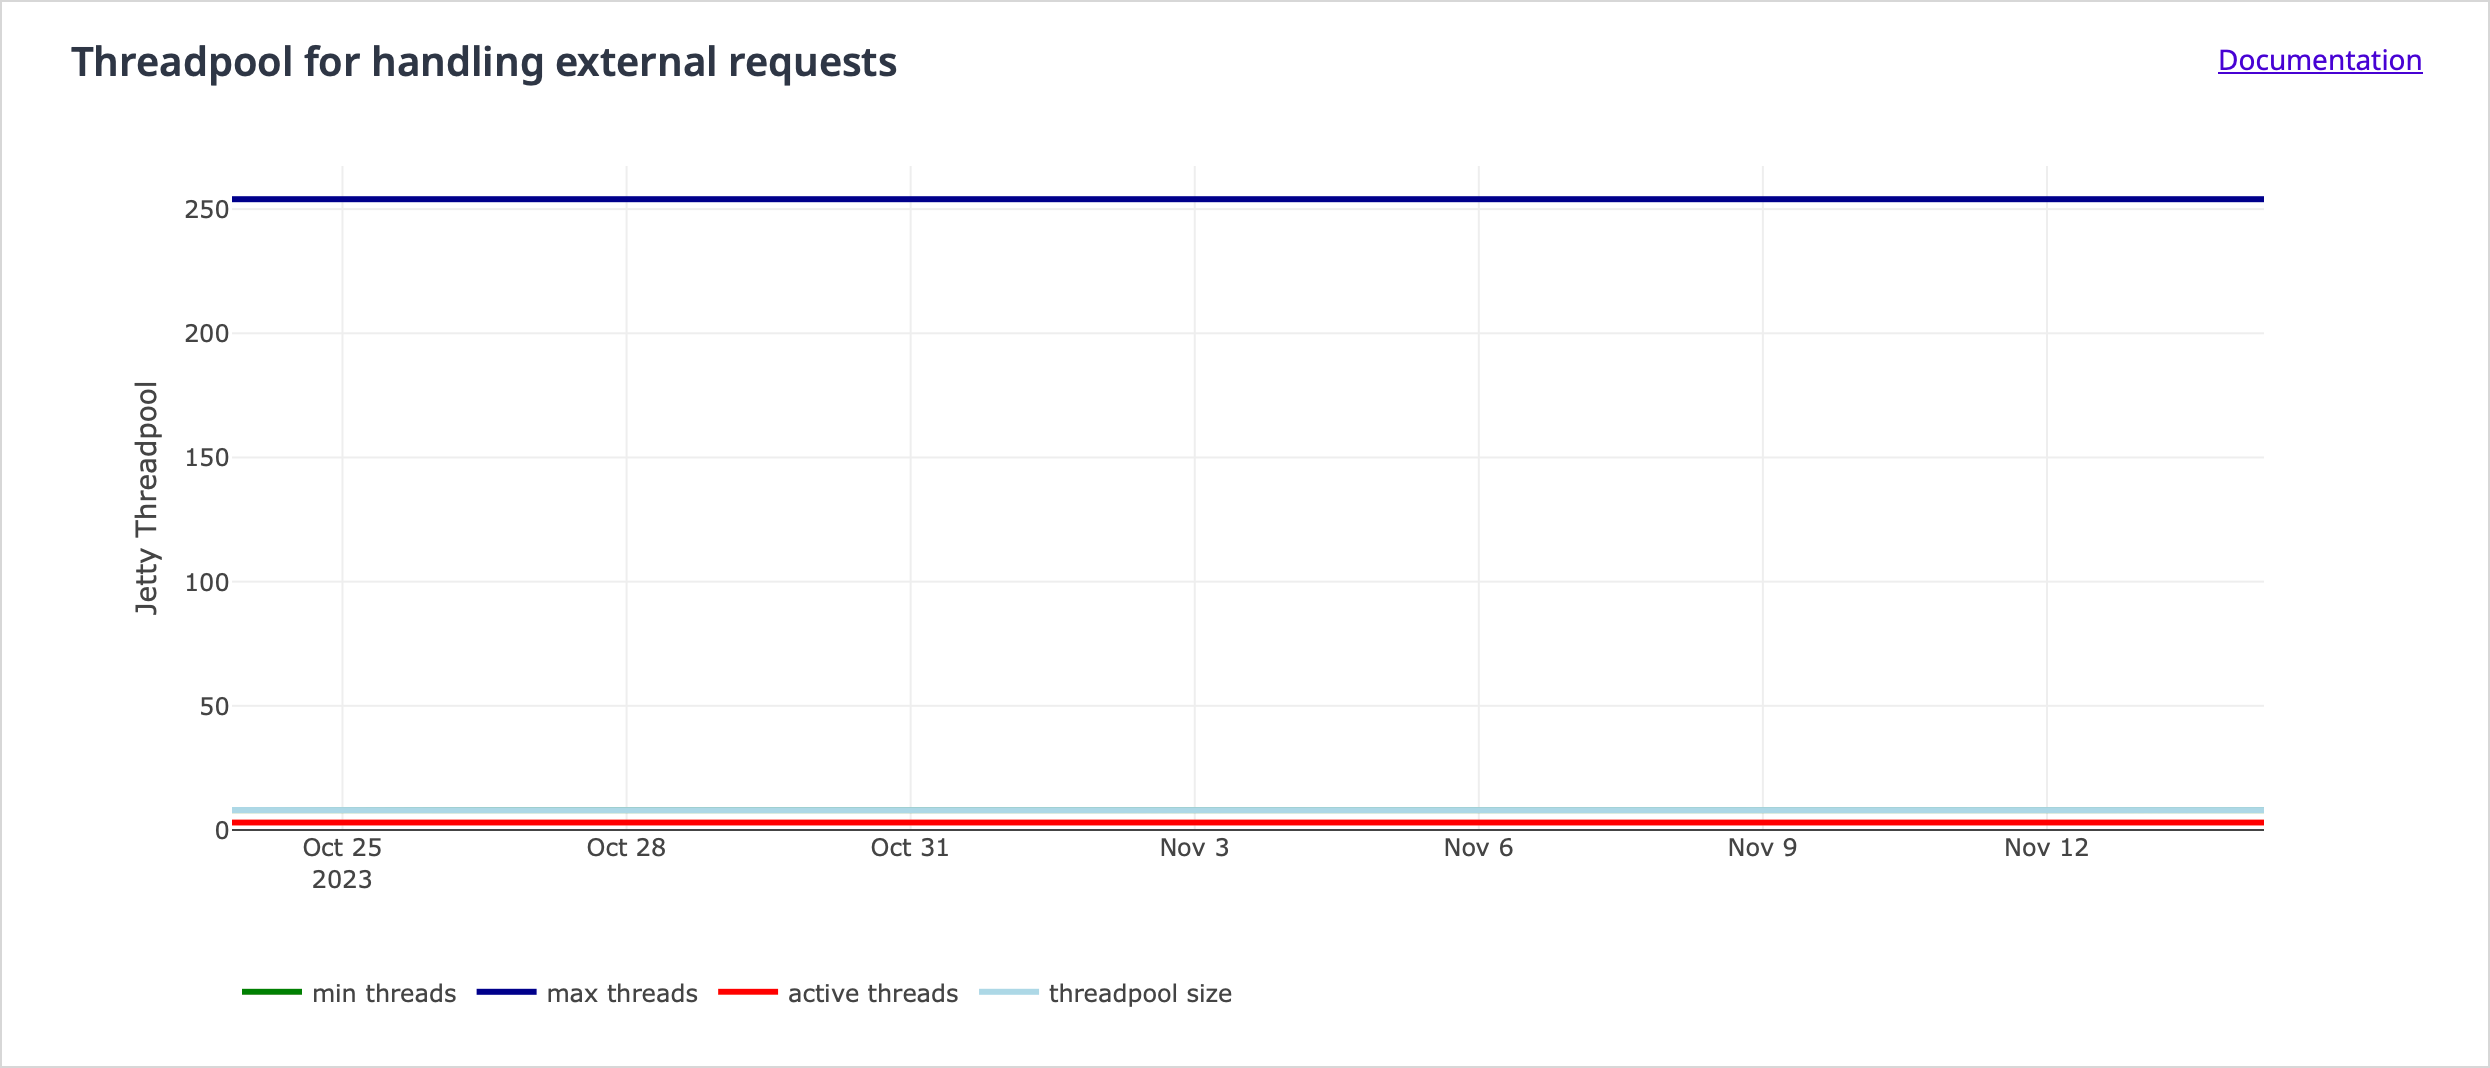 Threadpool for handling external requests
Documentation
Jetty Threadpool
250
200
150
100
50
0
Oct 25 Oct 28 Oct 31 Nov 3 Nov 6 Nov 9 Nov 12
2023
min threads max threads active threads threadpool size